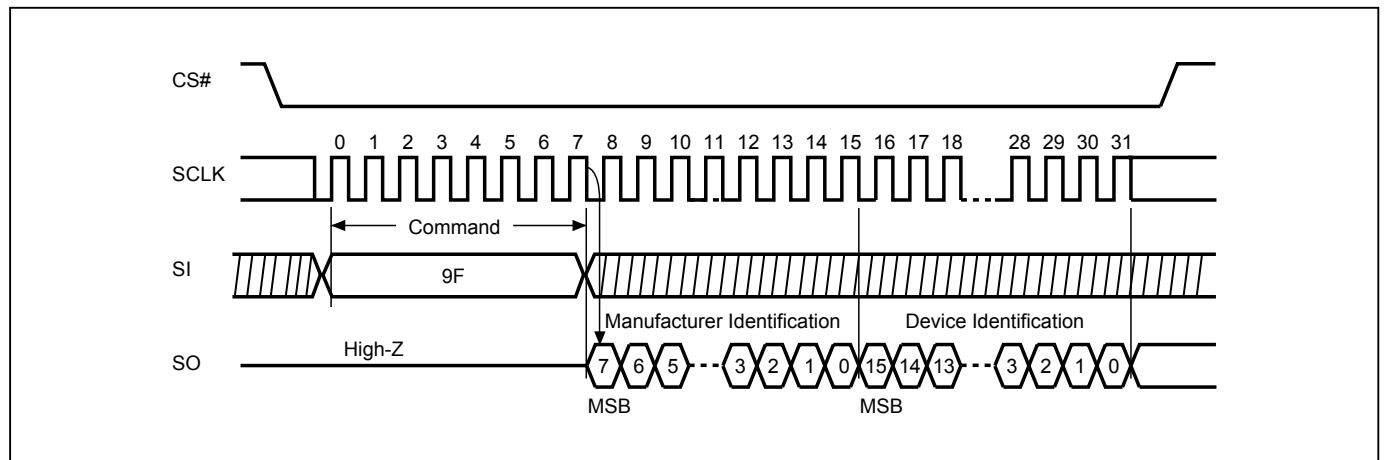 CS#
0 1 2 3 4 5 6 7 8 9 10 11 12 13 14 15 16 17 18 28 29 30 31
SCLK
Command
SI
9F
Manufacturer Identification Device Identification
High-Z
SO
7 6 5 3 2 1 0 15 14 13 3 2 1 0
MSB MSB